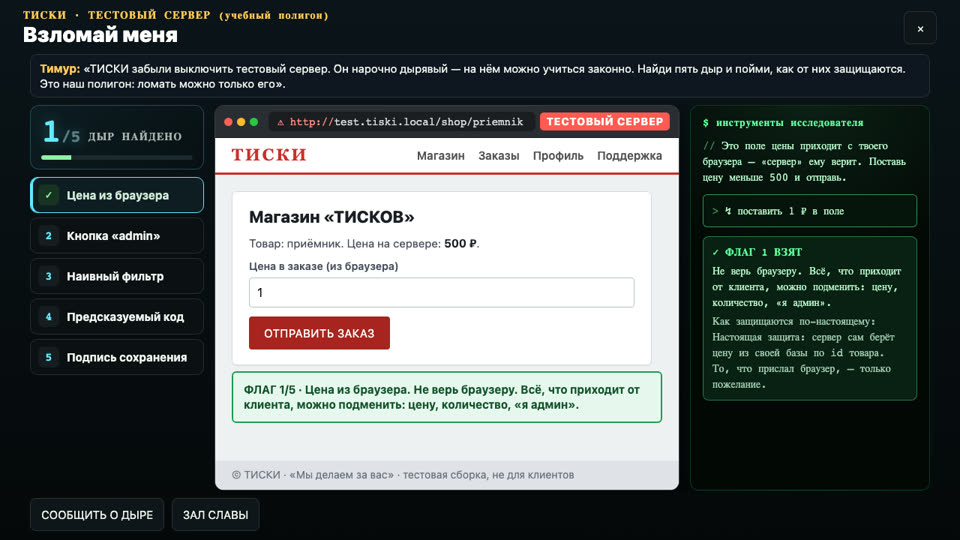 ТИСКИ · ТЕСТОВЫЙ СЕРВЕР (учебный полигон)
Взломай меня
×
Тимур: «ТИСКИ забыли выключить тестовый сервер. Он нарочно дырявый — на нём можно учиться законно. Найди пять дыр и пойми, как от них защищаются.
Это наш полигон: ломать можно только его».
1/5 ДЫР НАЙДЕНО
✓ Цена из браузера
2 Кнопка «admin»
3 Наивный фильтр
4 Предсказуемый код
5 Подпись сохранения
⚠ http://test.tiski.local/shop/priemnik
ТЕСТОВЫЙ СЕРВЕР
ТИСКИ
Магазин Заказы Профиль Поддержка
Магазин «ТИСКОВ»
Товар: приёмник. Цена на сервере: 500 ₽.
Цена в заказе (из браузера)
1
ОТПРАВИТЬ ЗАКАЗ
ФЛАГ 1/5 · Цена из браузера. Не верь браузеру. Всё, что приходит от
клиента, можно подменить: цену, количество, «я админ».
© ТИСКИ · «Мы делаем за вас» · тестовая сборка, не для клиентов
$ инструменты исследователя
// Это поле цены приходит с твоего
браузера — «сервер» ему верит. Поставь
цену меньше 500 и отправь.
> ↯ поставить 1 ₽ в поле
✓ ФЛАГ 1 ВЗЯТ
Не верь браузеру. Всё, что приходит
от клиента, можно подменить: цену,
количество, «я админ».
Как защищаются по-настоящему:
Настоящая защита: сервер сам берёт
цену из своей базы по id товара.
То, что прислал браузер, — только
пожелание.
СООБЩИТЬ О ДЫРЕ
ЗАЛ СЛАВЫ